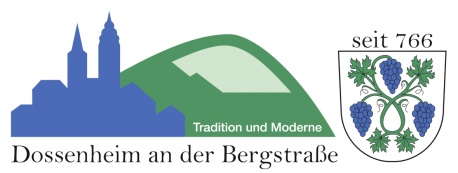 seit 766
Tradition und Moderne
Dossenheim an der Bergstraße